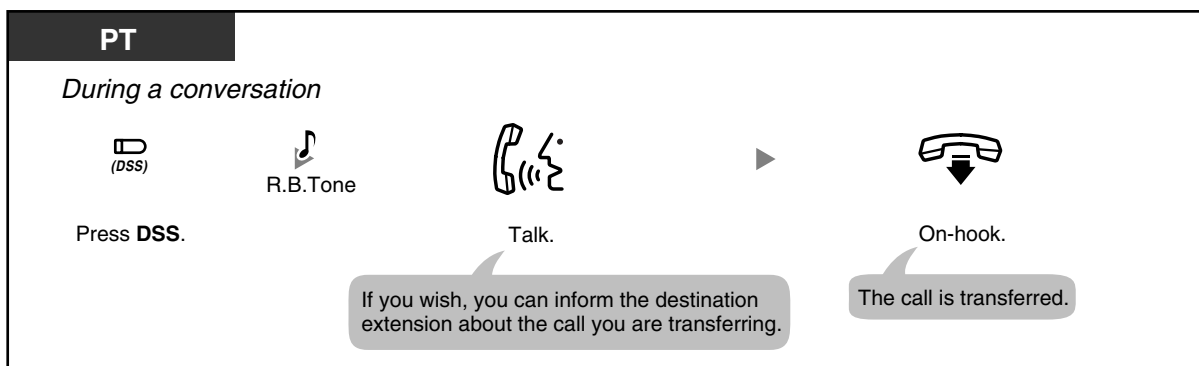 PT
During a conversation
(DSS)
R.B.Tone
Press DSS.
Talk.
On-hook.
If you wish, you can inform the destination
extension about the call you are transferring.
The call is transferred.